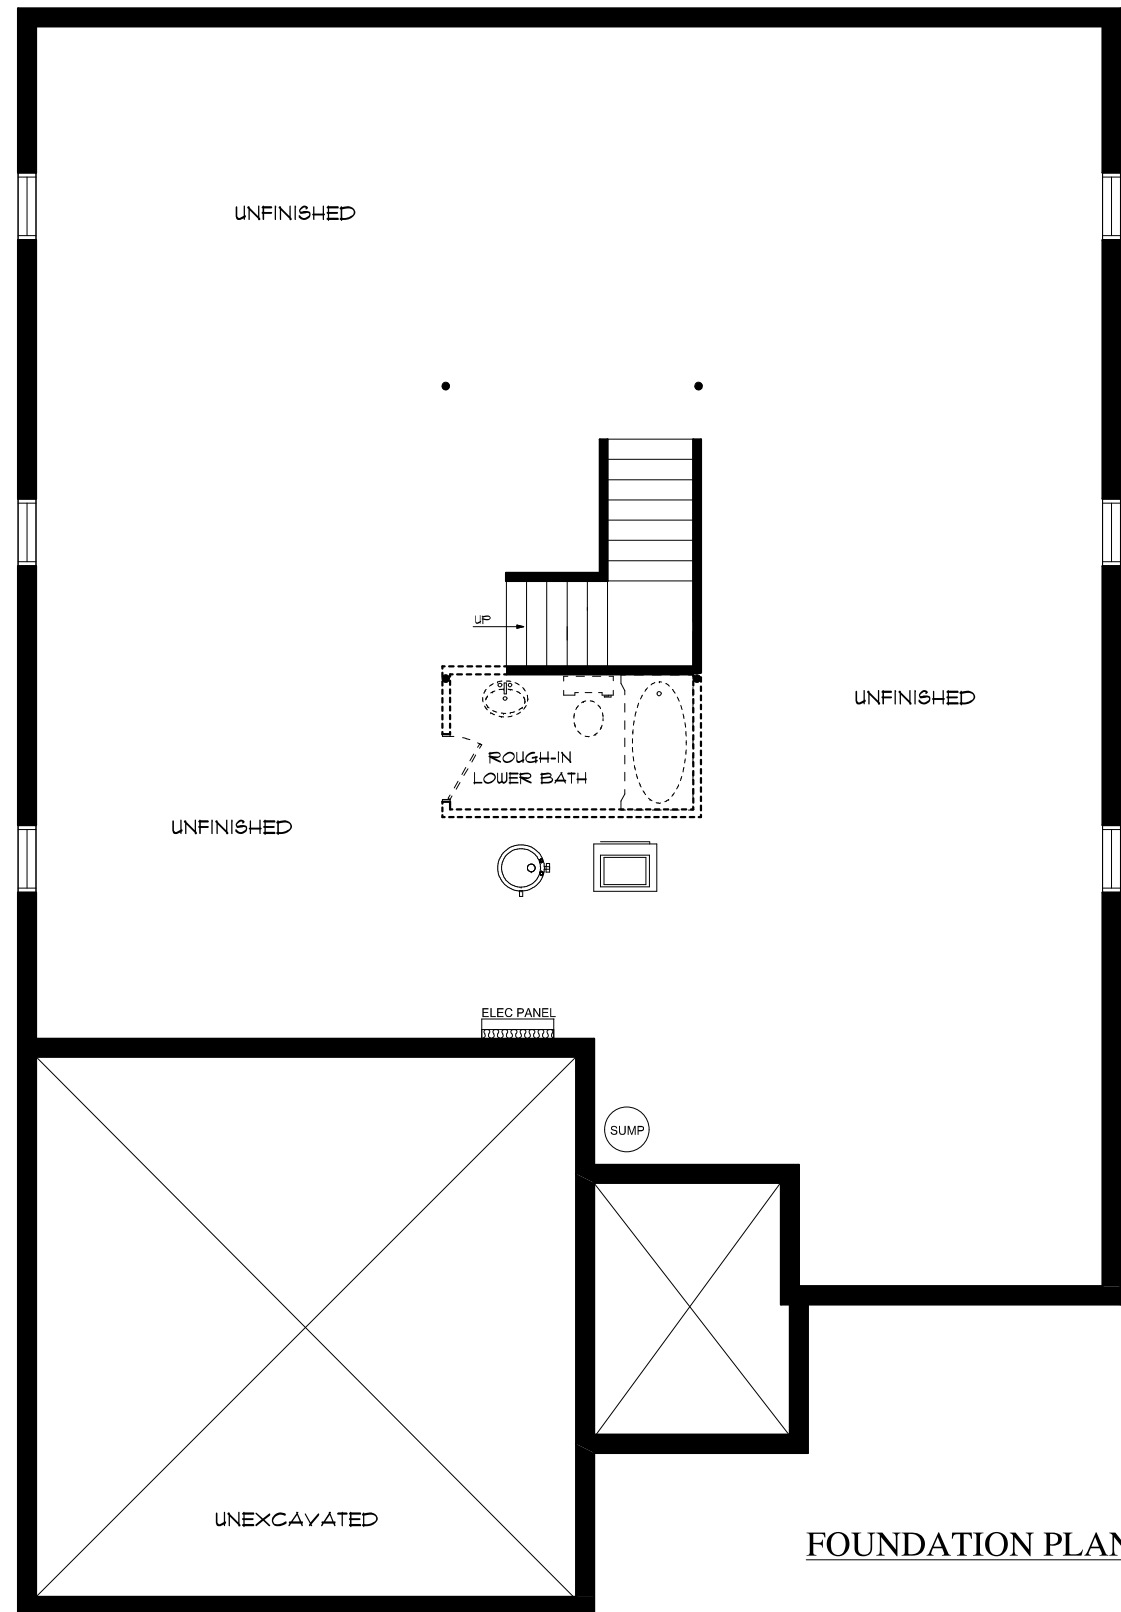 UNFINISHED
UP
UNFINISHED
ROUGH-IN
LOWER BATH
UNFINISHED
ELEC PANEL
SUMP
UNEXCAVATED
FOUNDATION PLAN